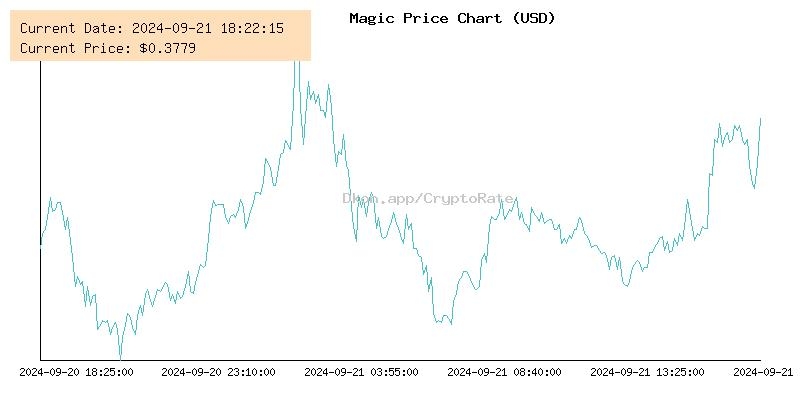 Magic Price Chart (USD)
Current Date: 2024-09-21 18:22:15
Current Price: $0.3779
Dkon.app/CryptoRate
2024-09-20 18:25:00 2024-09-20 23:10:00 2024-09-21 03:55:00 2024-09-21 08:40:00 2024-09-21 13:25:00 2024-09-21